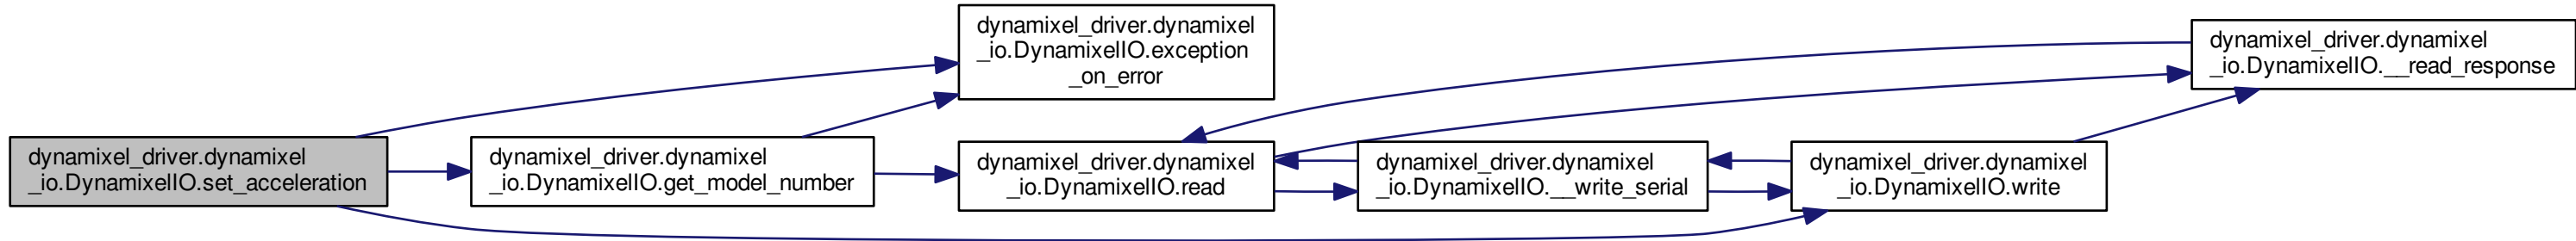 dynamixel_driver.dynamixel
_io.DynamixelIO.set_acceleration
dynamixel_driver.dynamixel
_io.DynamixelIO.get_model_number
dynamixel_driver.dynamixel
_io.DynamixelIO.exception
_on_error
dynamixel_driver.dynamixel
_io.DynamixelIO.read
dynamixel_driver.dynamixel
_io.DynamixelIO.__write_serial
dynamixel_driver.dynamixel
_io.DynamixelIO.write
dynamixel_driver.dynamixel
_io.DynamixelIO.__read_response